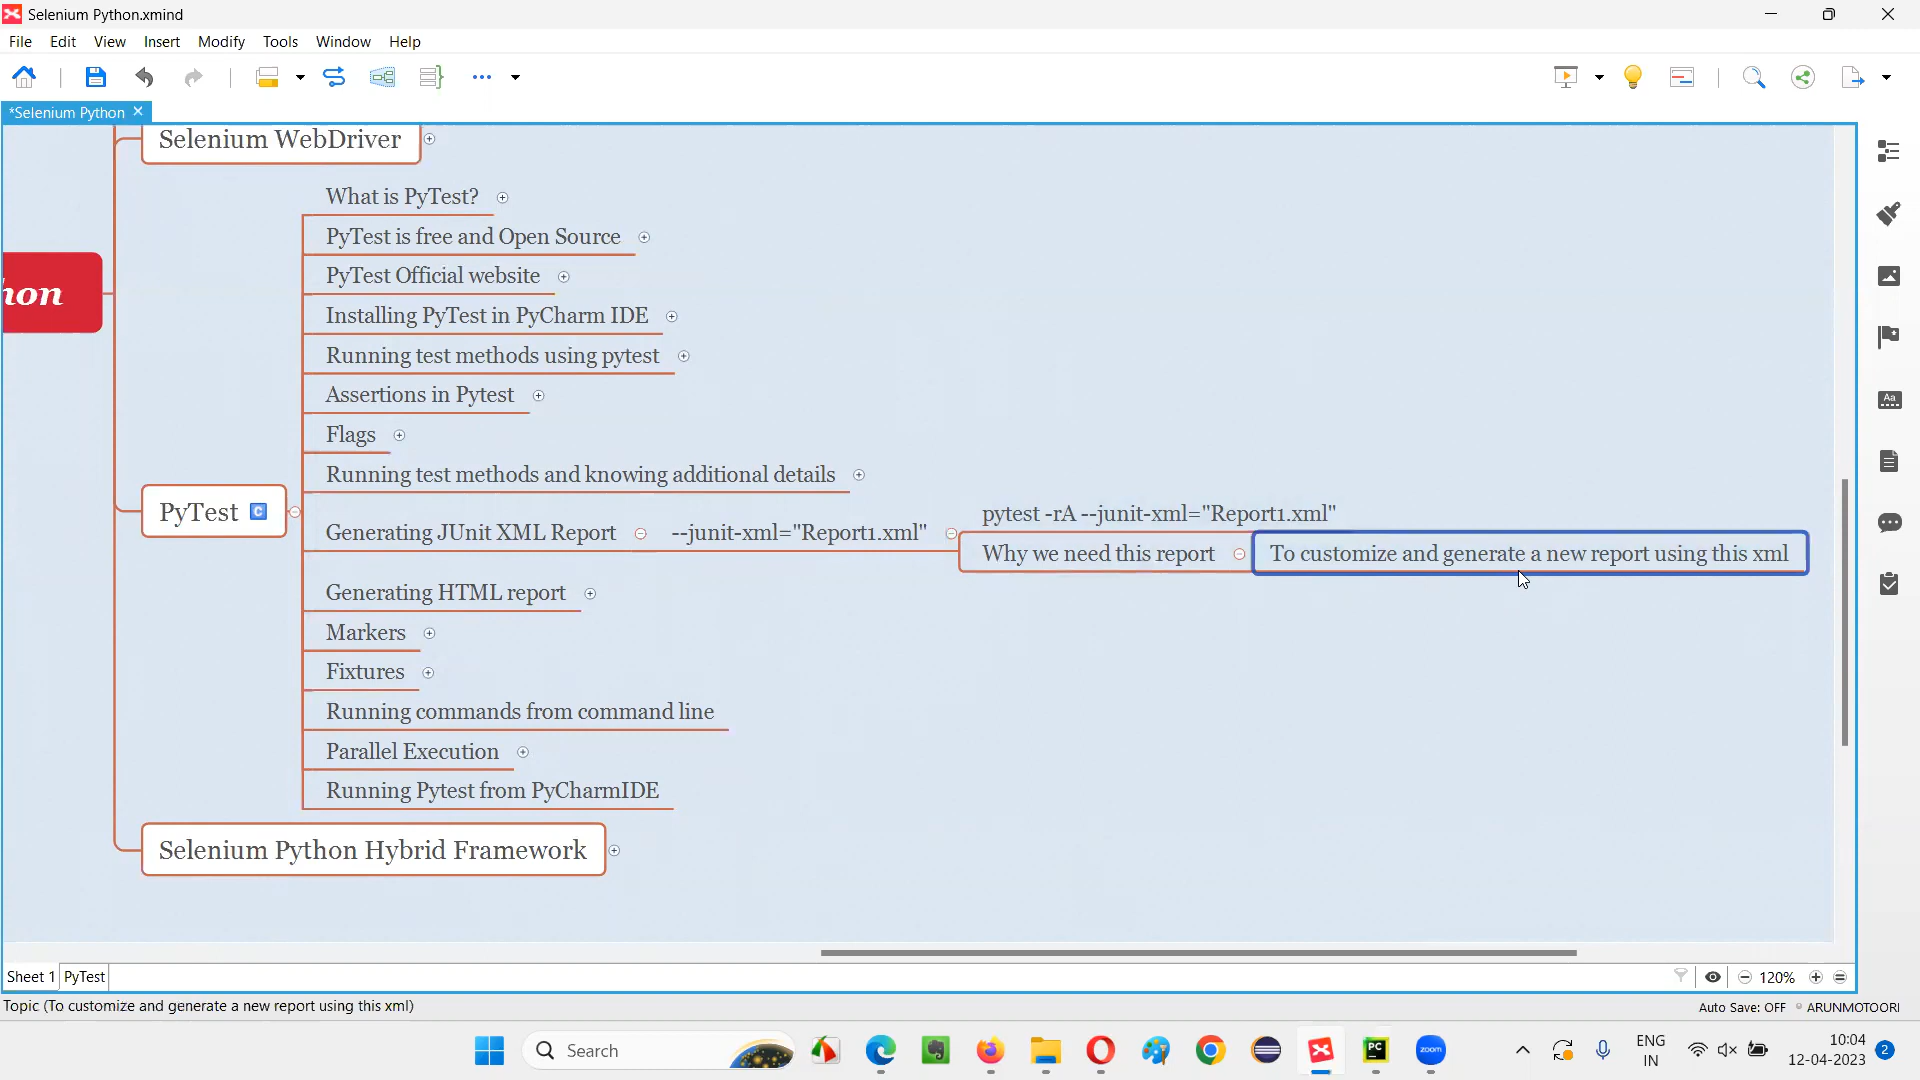 Selenium Python.xmind
File Edit View Insert Modify Tools Window Help
*Selenium Python
Selenium WebDriver
What is PyTest?
PyTest is free and Open Source
PyTest Official website
hon
Installing PyTest in PyCharm IDE
Running test methods using pytest
Assertions in Pytest
Flags
Running test methods and knowing additional details
PyTest C
pytest -rA --junit-xml="Report1.xml"
Generating JUnit XML Report --junit-xml="Report1.xml"
Why we need this report To customize and generate a new report using this xml
Generating HTML report
Markers
Fixtures
Running commands from command line
Parallel Execution
Running Pytest from PyCharmIDE
Selenium Python Hybrid Framework
Aa
Sheet 1 PyTest 120%
Topic (To customize and generate a new report using this xml) Auto Save: OFF ARUNMOTOORI
Search PC zoom ENG 10:04
IN 12-04-2023 2